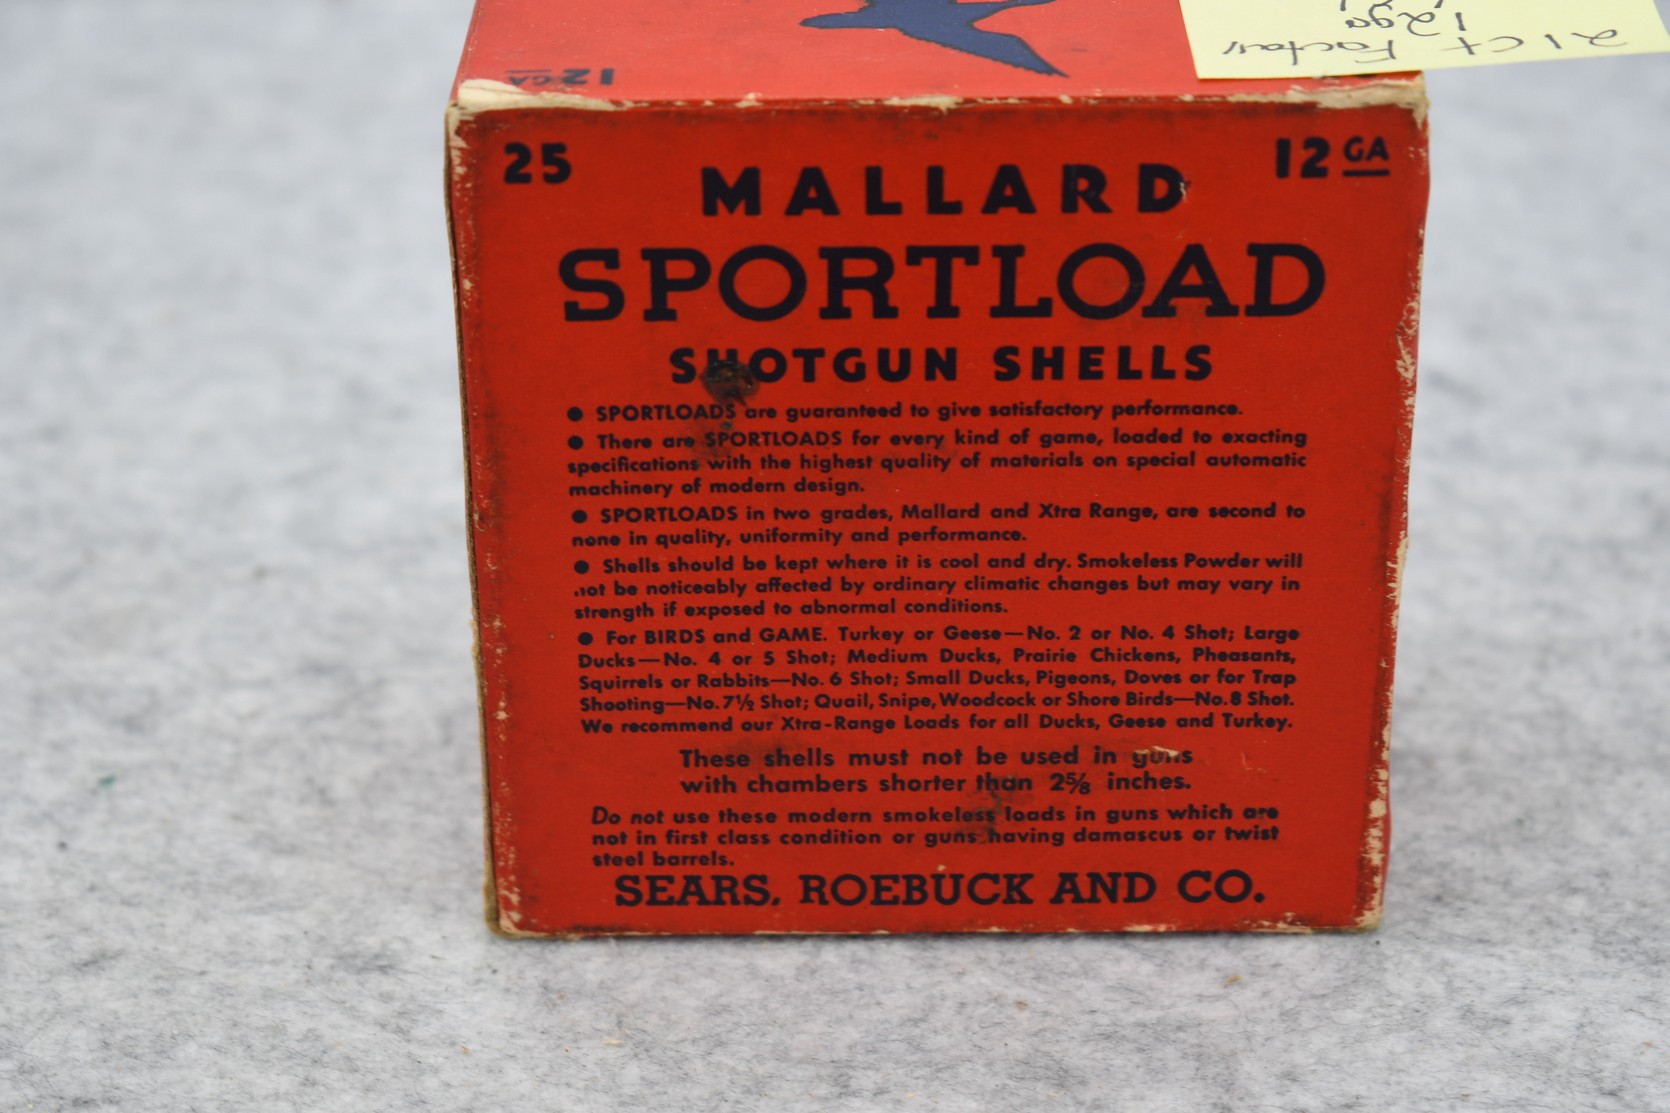 21ct Factory
12ga
12 GA
25
12 GA
MALLARD
SPORTLOAD
SHOTGUN SHELLS
● SPORTLOADS are guaranteed to give satisfactory performance.
● There are SPORTLOADS for every kind of game, loaded to exacting
specifications with the highest quality of materials on special automatic
machinery of modern design.
● SPORTLOADS in two grades, Mallard and Xtra Range, are second to
none in quality, uniformity and performance.
● Shells should be kept where it is cool and dry. Smokeless Powder will
not be noticeably affected by ordinary climatic changes but may vary in
strength if exposed to abnormal conditions.
● For BIRDS and GAME. Turkey or Geese—No. 2 or No. 4 Shot; Large
Ducks—No. 4 or 5 Shot; Medium Ducks, Prairie Chickens, Pheasants,
Squirrels or Rabbits—No. 6 Shot; Small Ducks, Pigeons, Doves or for Trap
Shooting—No. 7½ Shot; Quail, Snipe, Woodcock or Shore Birds—No. 8 Shot.
We recommend our Xtra-Range Loads for all Ducks, Geese and Turkey.
These shells must not be used in guns
with chambers shorter than 2⅝ inches.
Do not use these modern smokeless loads in guns which are
not in first class condition or guns having damascus or twist
steel barrels.
SEARS, ROEBUCK AND CO.